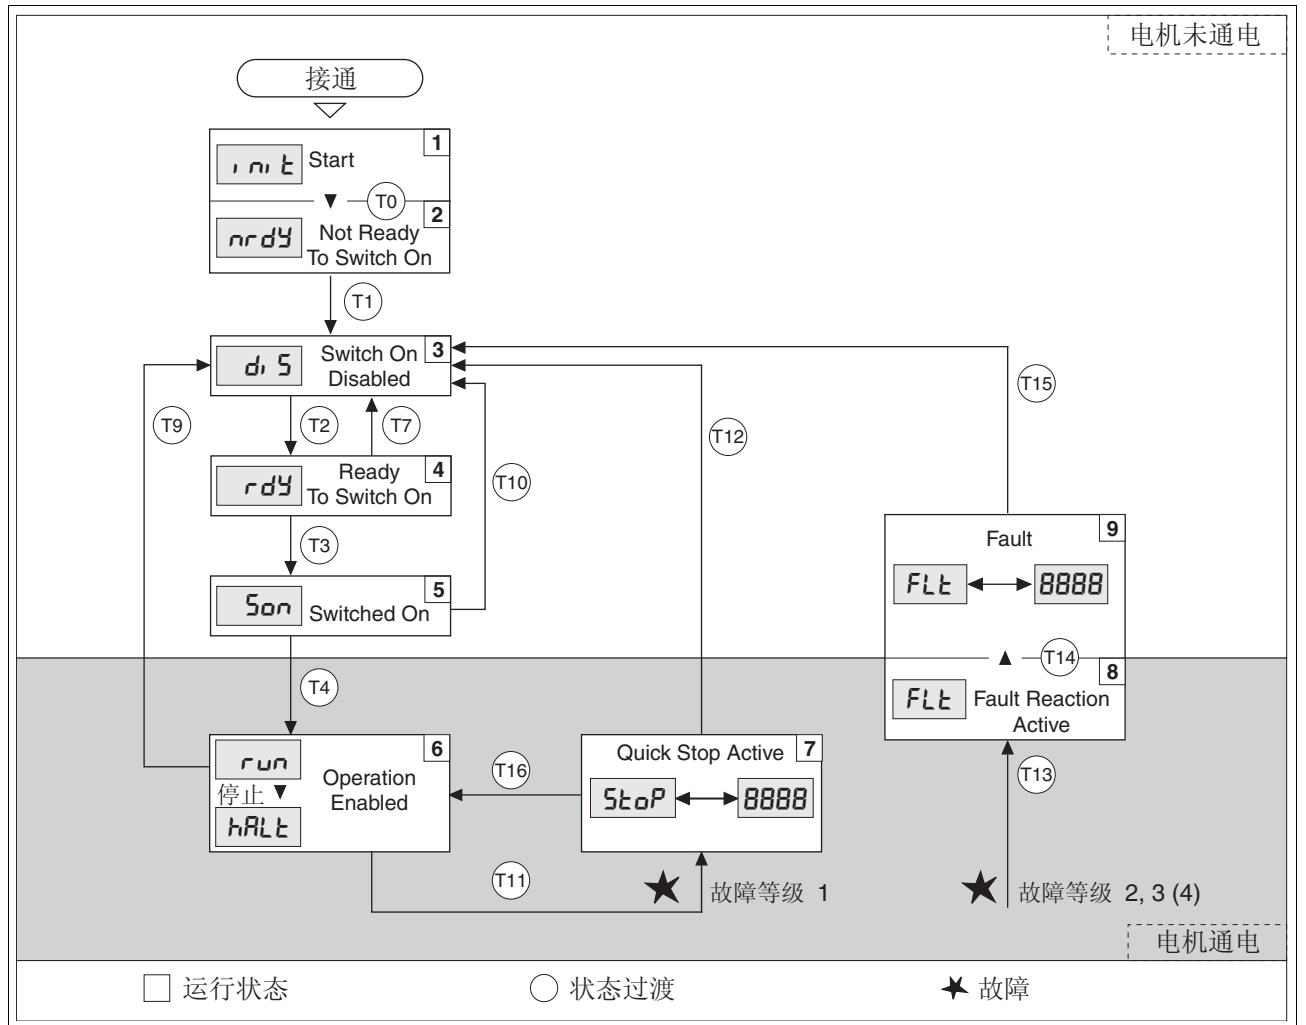 电机未通电
接通
1
init Start
T0
2
nrdy Not Ready
To Switch On
T1
3
diS Switch On
Disabled
T15
T9
T2
T7
T12
4
rdy Ready
To Switch On
T10
T3
5
Son Switched On
9
Fault
FLt 8888
T14
T4
8
FLt Fault Reaction
Active
6
run
停止
hALt
Operation
Enabled
T16
7
Quick Stop Active
StoP 8888
T13
T11
故障等级 1
故障等级 2, 3 (4)
电机通电
运行状态
状态过渡
故障